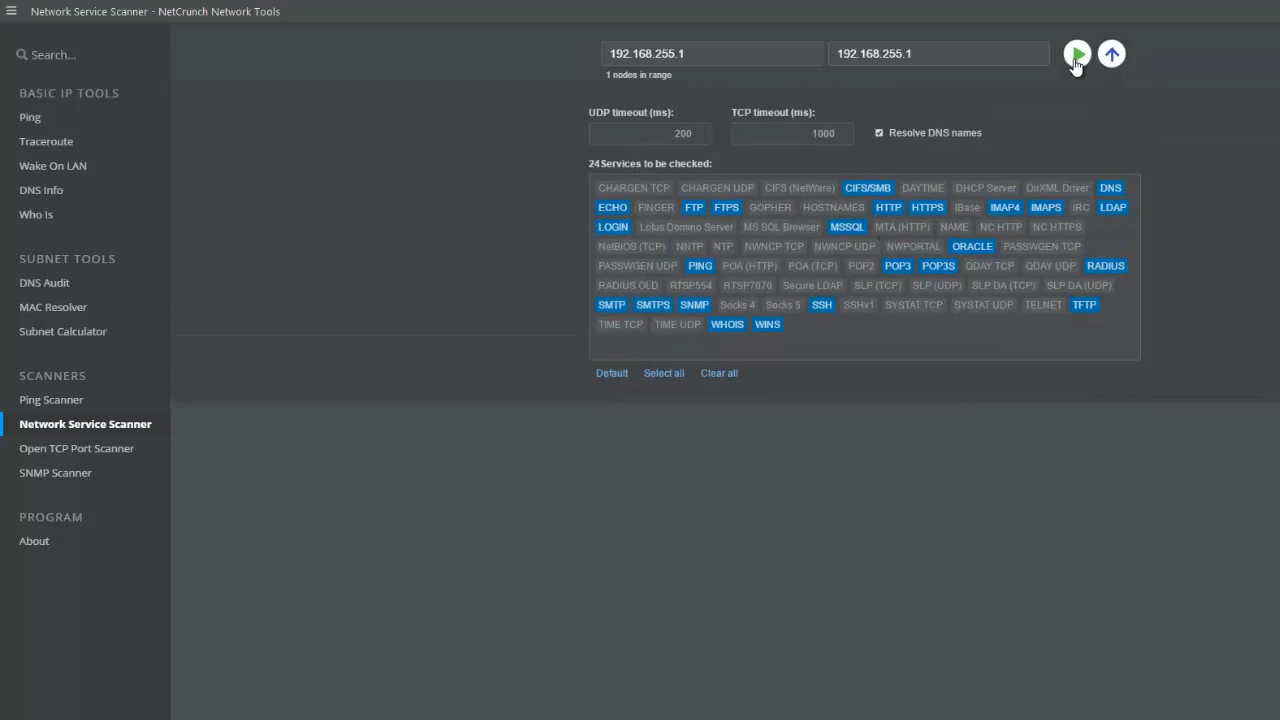 Network Service Scanner - NetCrunch Network Tools
Search...
BASIC IP TOOLS
Ping
Traceroute
Wake On LAN
DNS Info
Who Is
SUBNET TOOLS
DNS Audit
MAC Resolver
Subnet Calculator
SCANNERS
Ping Scanner
Network Service Scanner
Open TCP Port Scanner
SNMP Scanner
PROGRAM
About
192.168.255.1 192.168.255.1
1 nodes in range
UDP timeout (ms): TCP timeout (ms):
200 1000 Resolve DNS names
24Services to be checked:
CHARGEN TCP CHARGEN UDP CIFS (NetWare) CIFS/SMB DAYTIME DHCP Server DirXML Driver DNS
ECHO FINGER FTP FTPS GOPHER HOSTNAMES HTTP HTTPS IBase IMAP4 IMAPS IRC LDAP
LOGIN Lotus Domino Server MS SQL Browser MSSQL MTA (HTTP) NAME NC HTTP NC HTTPS
NetBIOS (TCP) NNTP NTP NWNCP TCP NWNCP UDP NWPORTAL ORACLE PASSWGEN TCP
PASSWGEN UDP PING POA (HTTP) POA (TCP) POP2 POP3 POP3S QDAY TCP QDAY UDP RADIUS
RADIUS OLD RTSP554 RTSP7070 Secure LDAP SLP (TCP) SLP (UDP) SLP DA (TCP) SLP DA (UDP)
SMTP SMTPS SNMP Socks 4 Socks 5 SSH SSHv1 SYSTAT TCP SYSTAT UDP TELNET TFTP
TIME TCP TIME UDP WHOIS WINS
Default Select all Clear all